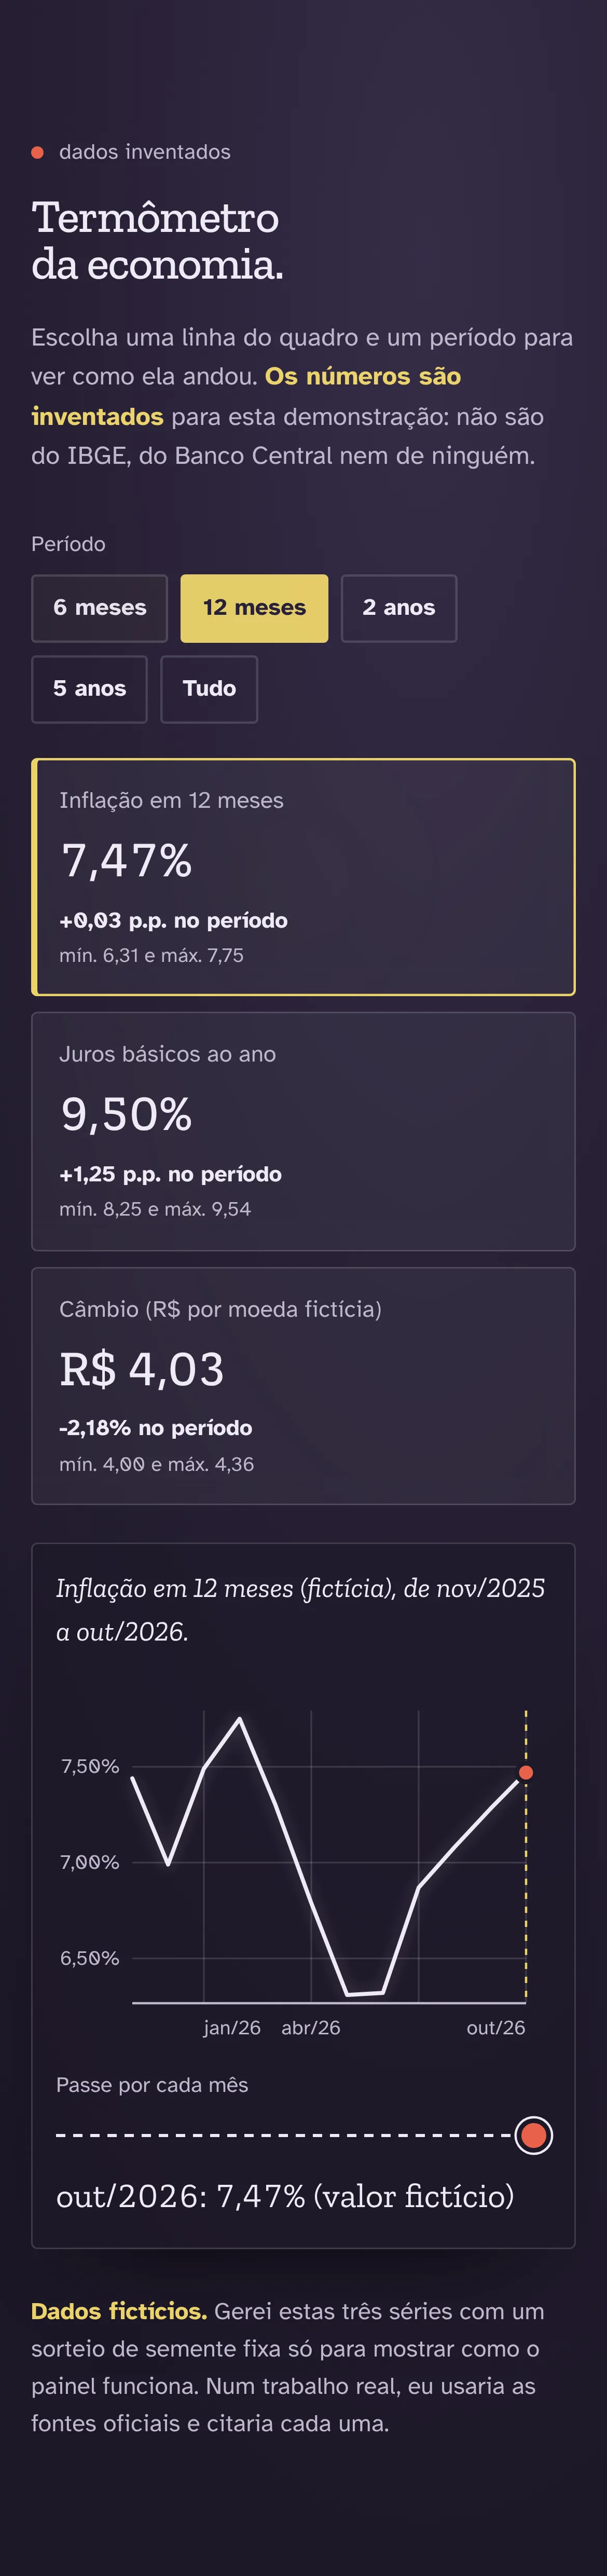 dados inventados
Termômetro
da economia.
Escolha uma linha do quadro e um período para
ver como ela andou. Os números são
inventados para esta demonstração: não são
do IBGE, do Banco Central nem de ninguém.
Período
6 meses 12 meses 2 anos
5 anos Tudo
Inflação em 12 meses
7,47%
+0,03 p.p. no período
mín. 6,31 e máx. 7,75
Juros básicos ao ano
9,50%
+1,25 p.p. no período
mín. 8,25 e máx. 9,54
Câmbio (R$ por moeda fictícia)
R$ 4,03
-2,18% no período
mín. 4,00 e máx. 4,36
Inflação em 12 meses (fictícia), de nov/2025
a out/2026.
7,50%
7,00%
6,50%
jan/26 abr/26 out/26
Passe por cada mês
out/2026: 7,47% (valor fictício)
Dados fictícios. Gerei estas três séries com um
sorteio de semente fixa só para mostrar como o
painel funciona. Num trabalho real, eu usaria as
fontes oficiais e citaria cada uma.